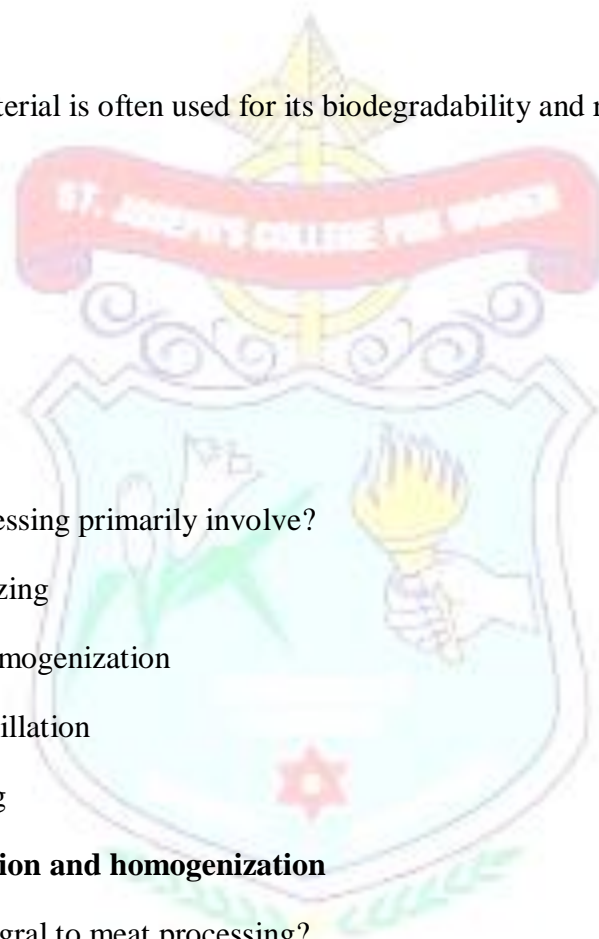 terial is often used for its biodegradability and
ST. JOSEPH'S COLLEGE FOR WOMEN
essing primarily involve?
zing
mogenization
illation
g
ion and homogenization
gral to meat processing?